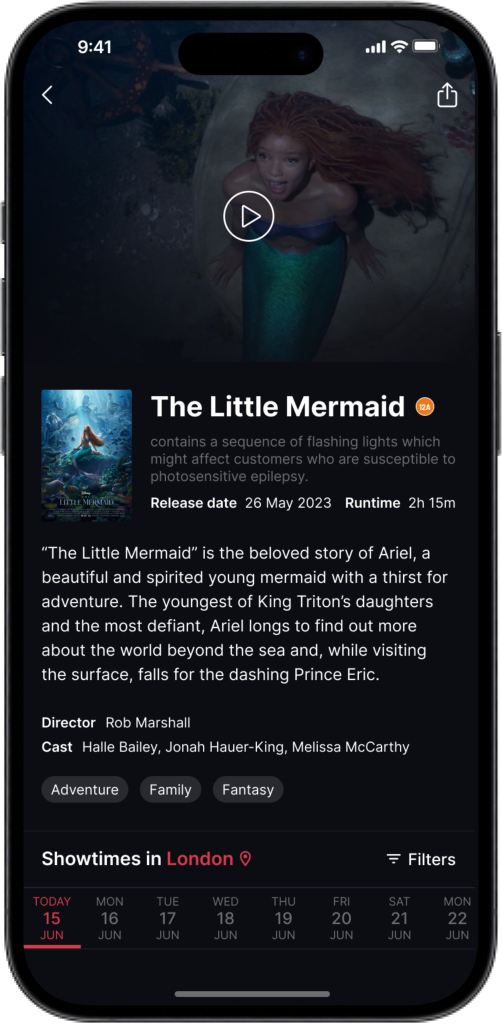 9:41
The Little Mermaid 12A
contains a sequence of flashing lights which
might affect customers who are susceptible to
photosensitive epilepsy.
Release date 26 May 2023 Runtime 2h 15m
Disney
THE LITTLE MERMAID
“The Little Mermaid” is the beloved story of Ariel, a
beautiful and spirited young mermaid with a thirst for
adventure. The youngest of King Triton’s daughters
and the most defiant, Ariel longs to find out more
about the world beyond the sea and, while visiting
the surface, falls for the dashing Prince Eric.
Director Rob Marshall
Cast Halle Bailey, Jonah Hauer-King, Melissa McCarthy
Adventure Family Fantasy
Showtimes in London Filters
TODAY MON TUE WED THU FRI SAT MON
15 16 17 18 19 20 21 22
JUN JUN JUN JUN JUN JUN JUN JUN